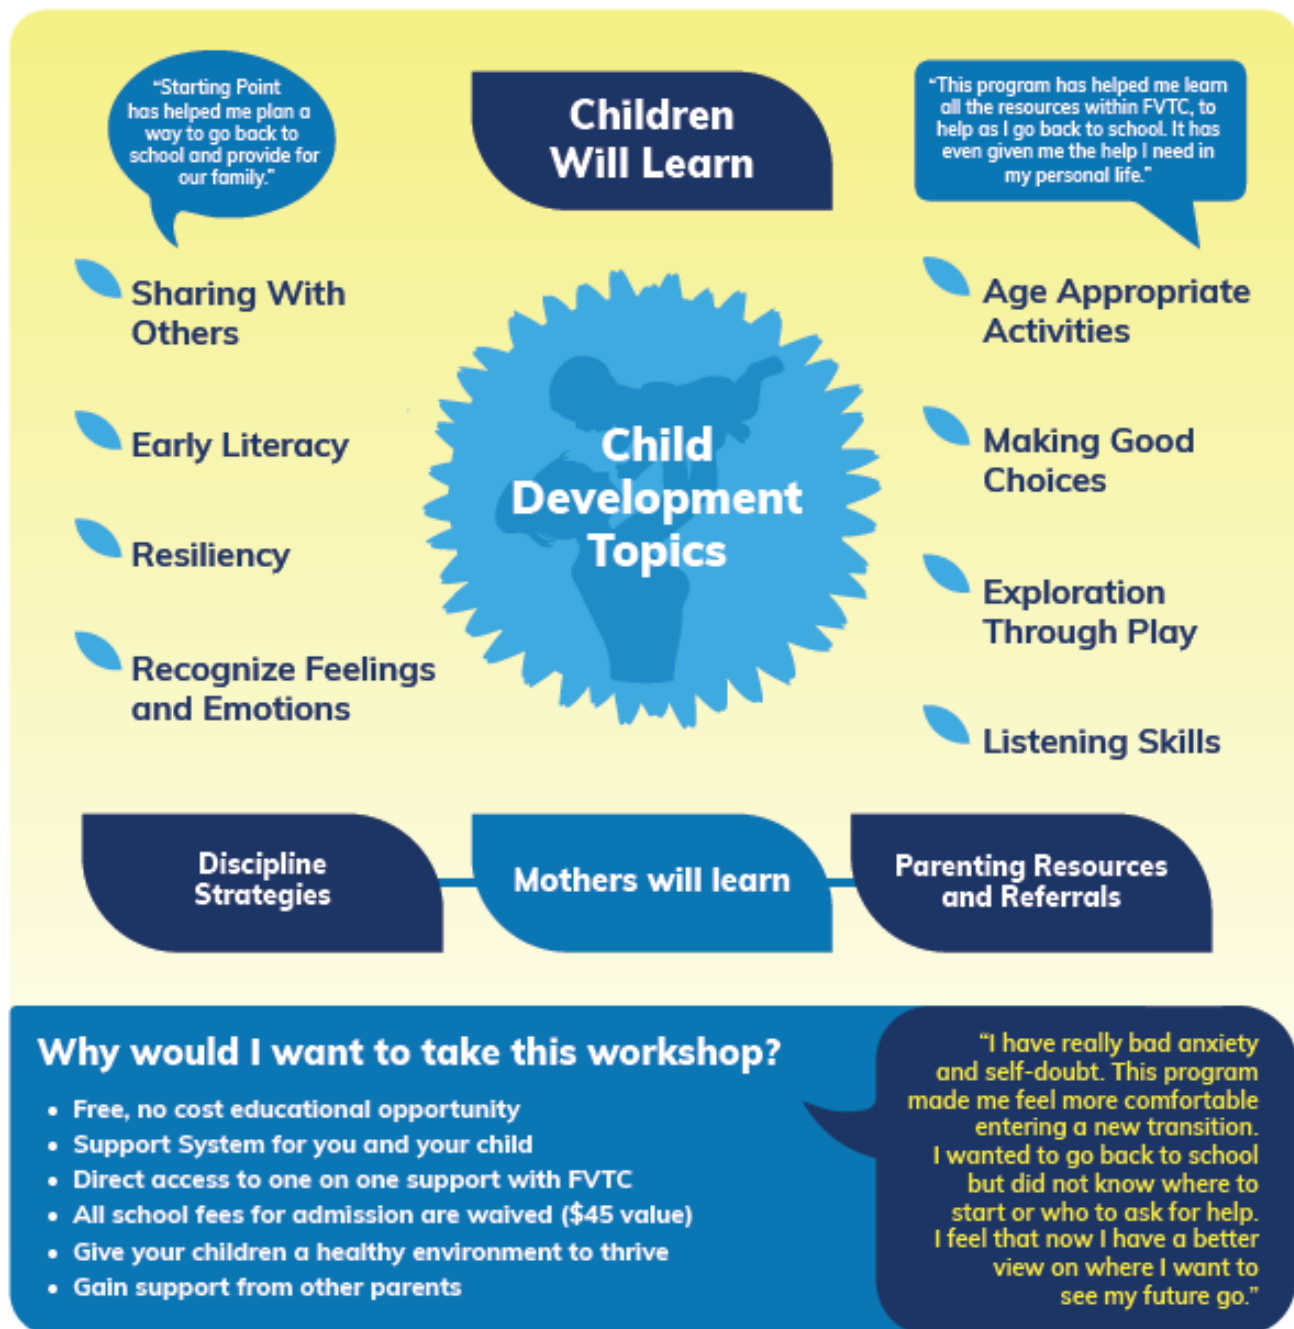 “Starting Point
has helped me plan a
way to go back to
school and provide for
our family.”
Children
Will Learn
“This program has helped me learn
all the resources within FVTC, to
help as I go back to school. It has
even given me the help I need in
my personal life.”
Sharing With
Others
Early Literacy
Resiliency
Recognize Feelings
and Emotions
Child
Development
Topics
Age Appropriate
Activities
Making Good
Choices
Exploration
Through Play
Listening Skills
Discipline
Strategies
Mothers will learn
Parenting Resources
and Referrals
Why would I want to take this workshop?
• Free, no cost educational opportunity
• Support System for you and your child
• Direct access to one on one support with FVTC
• All school fees for admission are waived ($45 value)
• Give your children a healthy environment to thrive
• Gain support from other parents
“I have really bad anxiety
and self-doubt. This program
made me feel more comfortable
entering a new transition.
I wanted to go back to school
but did not know where to
start or who to ask for help.
I feel that now I have a better
view on where I want to
see my future go.”